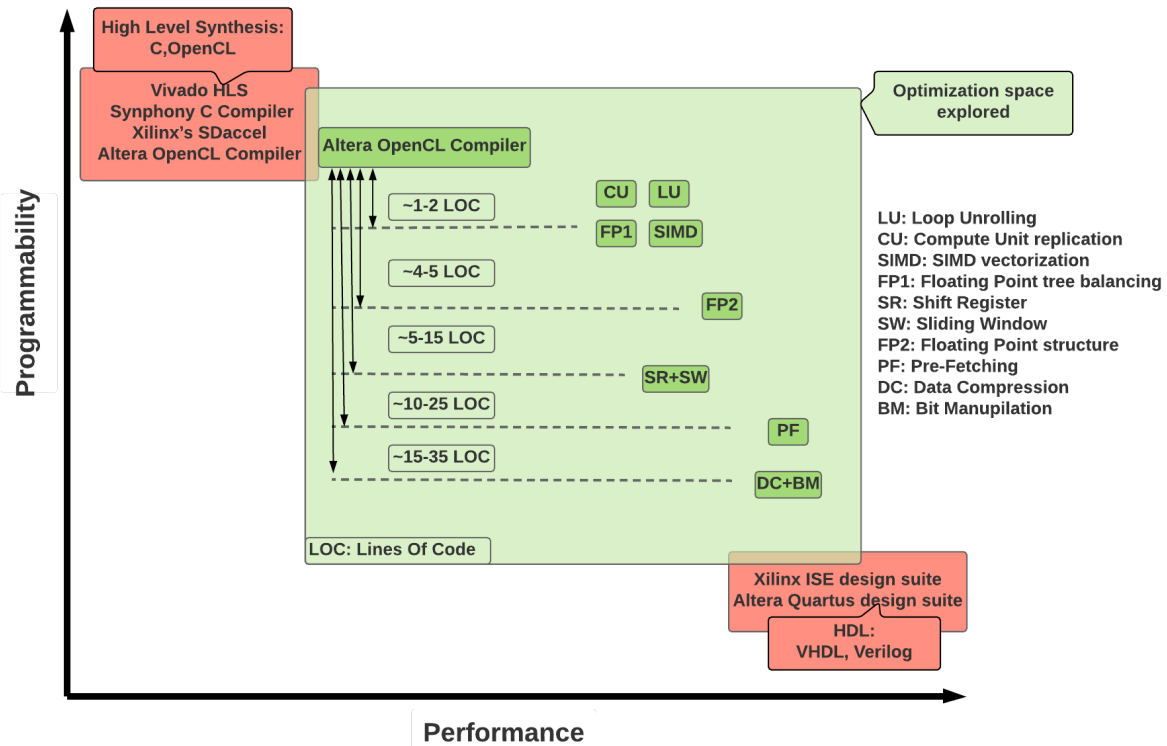 High Level Synthesis:
C,OpenCL
Vivado HLS
Synphony C Compiler
Xilinx's SDaccel
Altera OpenCL Compiler
Optimization space
explored
Altera OpenCL Compiler
~1-2 LOC
CU
LU
FP1
SIMD
~4-5 LOC
FP2
~5-15 LOC
SR+SW
~10-25 LOC
PF
~15-35 LOC
DC+BM
LOC: Lines Of Code
LU: Loop Unrolling
CU: Compute Unit replication
SIMD: SIMD vectorization
FP1: Floating Point tree balancing
SR: Shift Register
SW: Sliding Window
FP2: Floating Point structure
PF: Pre-Fetching
DC: Data Compression
BM: Bit Manupilation
Xilinx ISE design suite
Altera Quartus design suite
HDL:
VHDL, Verilog
Programmability
Performance